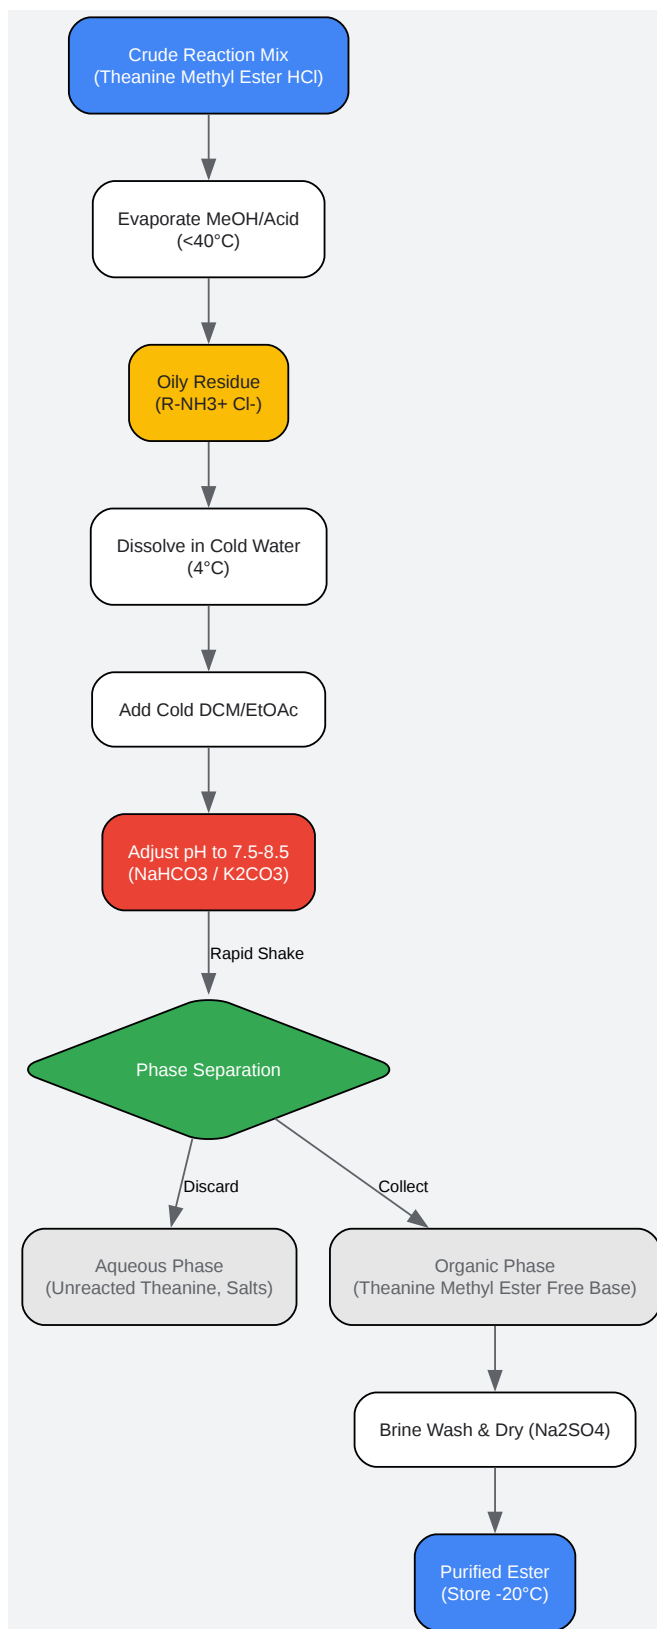 Crude Reaction Mix
(Theanine Methyl Ester HCl)
Evaporate MeOH/Acid
(<40°C)
Oily Residue
(R-NH3+ Cl-)
Dissolve in Cold Water
(4°C)
Add Cold DCM/EtOAc
Adjust pH to 7.5-8.5
(NaHCO3 / K2CO3)
Rapid Shake
Phase Separation
Discard
Collect
Aqueous Phase
(Unreacted Theanine, Salts)
Organic Phase
(Theanine Methyl Ester Free Base)
Brine Wash & Dry (Na2SO4)
Purified Ester
(Store -20°C)